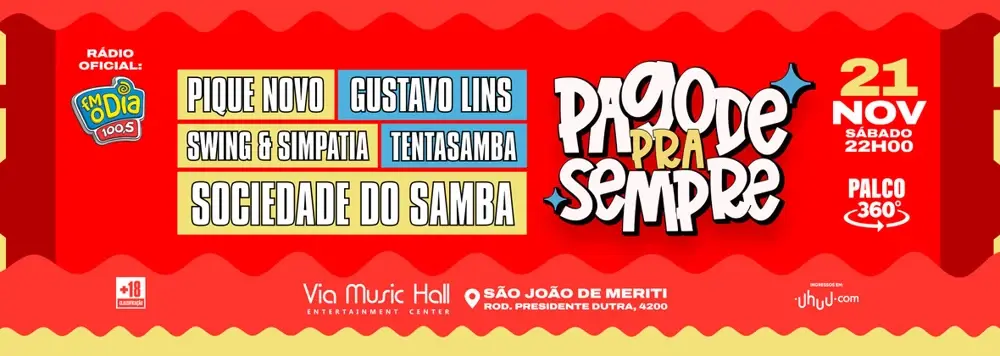 RÁDIO
OFICIAL:
FM
O DIA
100,5
PIQUE NOVO
GUSTAVO LINS
SWING & SIMPATIA
TENTASAMBA
SOCIEDADE DO SAMBA
PAGODE
PRA
SEMPRE
21
NOV
SÁBADO
22H00
PALCO
360°
+18
CLASSIFICAÇÃO
Via Music Hall
ENTERTAINMENT CENTER
SÃO JOÃO DE MERITI
ROD. PRESIDENTE DUTRA, 4200
INGRESSOS EM:
uhuu.com